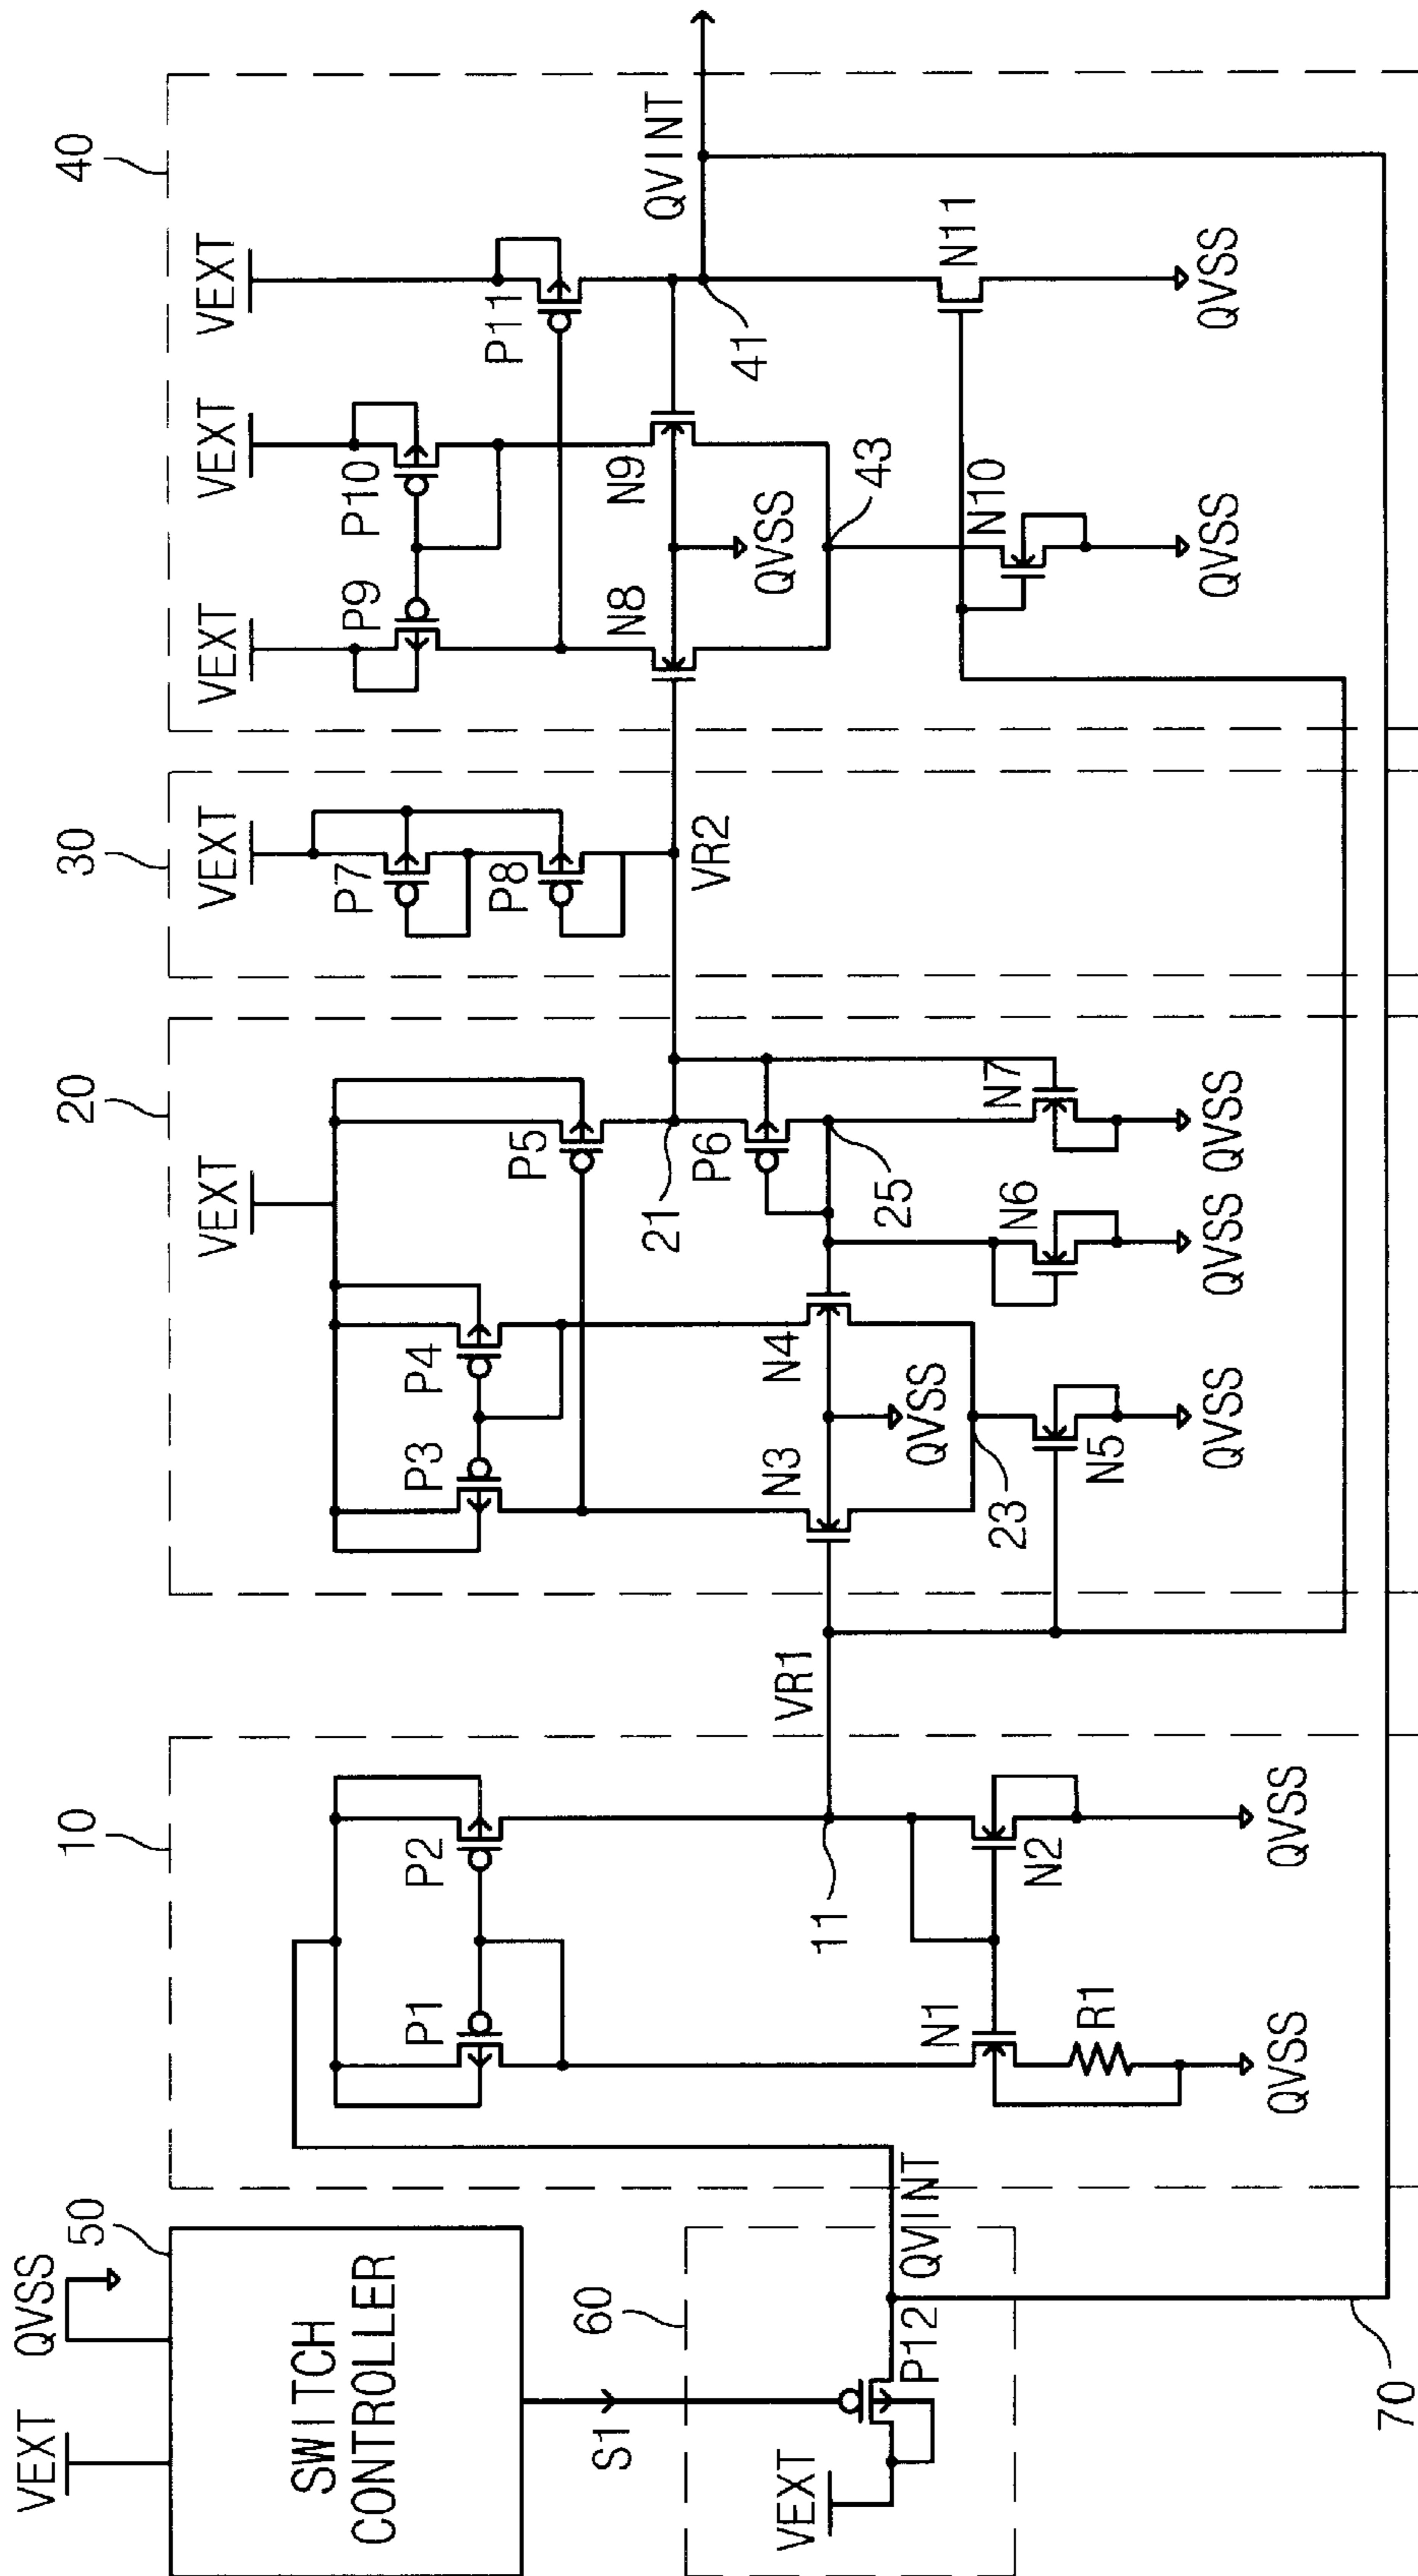 VEXT
QVSS
50
SWITCH
CONTROLLER
S1
60
VEXT
P12
QVINT
70
10
P1
P2
11
N1
R1
N2
QVSS
QVSS
VR1
20
VEXT
P3
P4
P5
21
P6
25
N3
N4
QVSS
23
N5
N6
N7
QVSS
QVSS
QVSS
30
VEXT
P7
P8
VR2
40
VEXT
VEXT
VEXT
P9
P10
P11
N8
N9
QVSS
41
QVINT
43
N10
N11
QVSS
QVSS